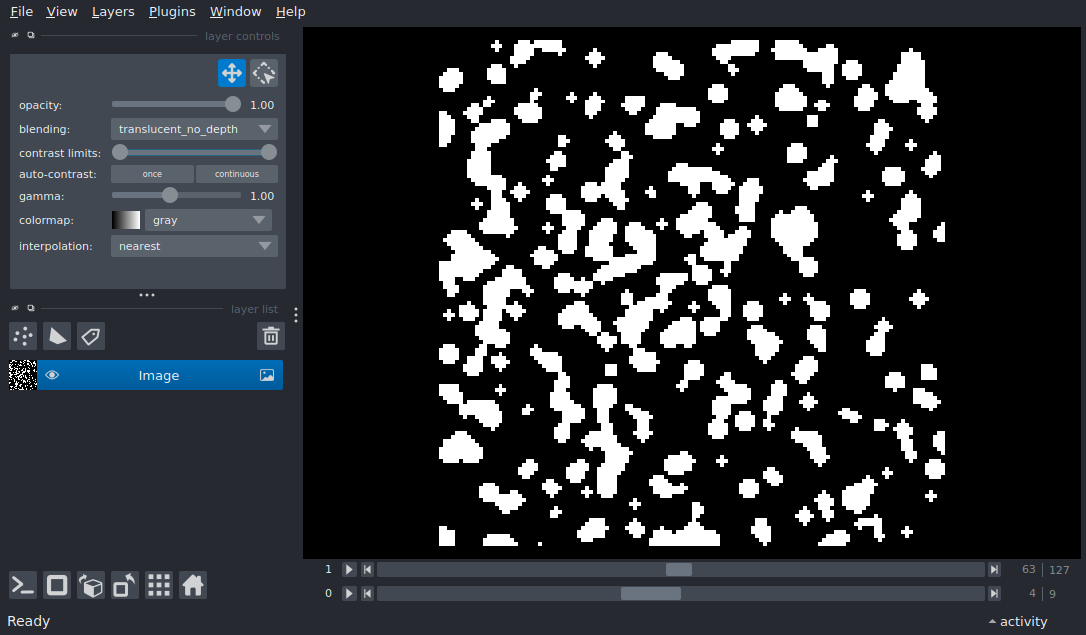 File View Layers Plugins Window Help
layer controls
opacity: 1.00
blending: translucent_no_depth
contrast limits:
auto-contrast: once continuous
gamma: 1.00
colormap: gray
interpolation: nearest
layer list
Image
1 63 127
0 4 9
Ready activity